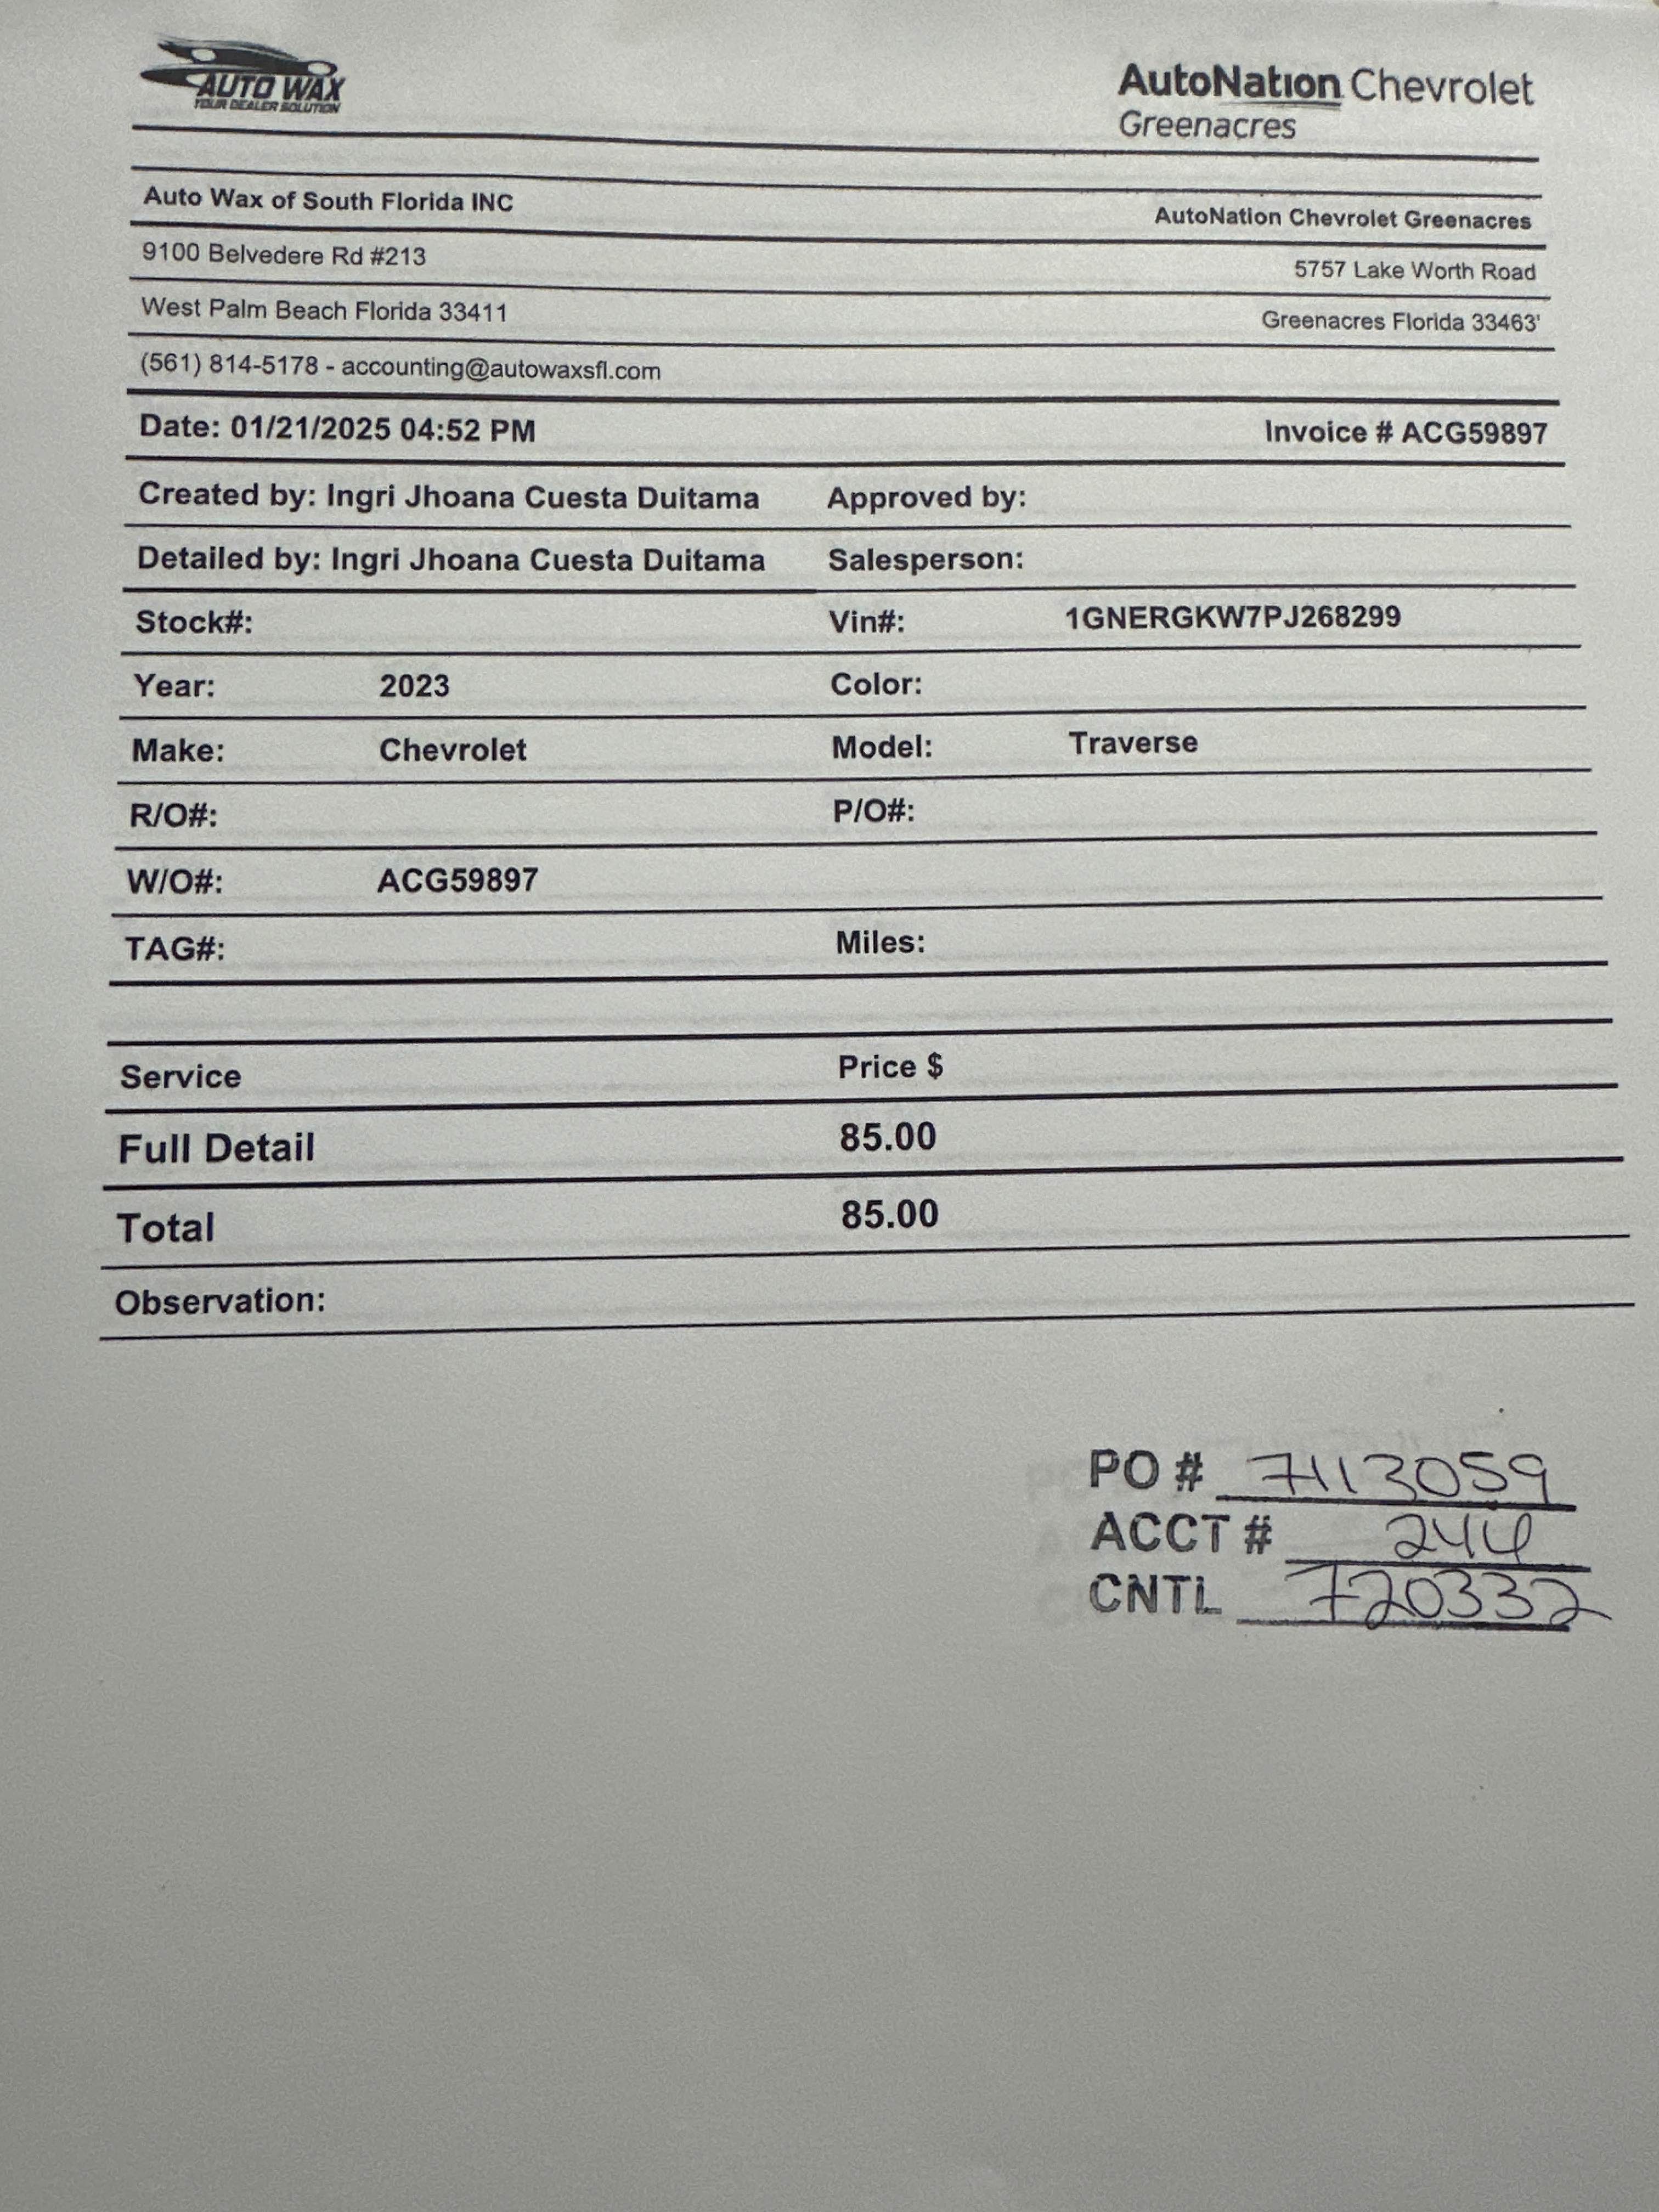 AUTO WAX
YOUR DEALER SOLUTION
AutoNation Chevrolet
Greenacres
Auto Wax of South Florida INC
AutoNation Chevrolet Greenacres
9100 Belvedere Rd #213
5757 Lake Worth Road
West Palm Beach Florida 33411
Greenacres Florida 33463'
(561) 814-5178 - accounting@autowaxsfl.com
Date: 01/21/2025 04:52 PM Invoice # ACG59897
Created by: Ingri Jhoana Cuesta Duitama Approved by:
Detailed by: Ingri Jhoana Cuesta Duitama Salesperson:
Stock#: Vin#: 1GNERGKW7PJ268299
Year: 2023 Color:
Make: Chevrolet Model: Traverse
R/O#: P/O#:
W/O#: ACG59897
TAG#: Miles:
Service Price $
Full Detail 85.00
Total 85.00
Observation:
PO # 7113059
ACCT # 244
CNTL 720332